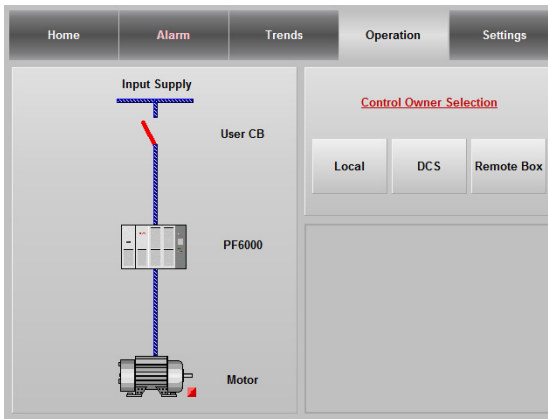 Home
Alarm
Trends
Operation
Settings
Input Supply
User CB
PF6000
Motor
Control Owner Selection
Local
DCS
Remote Box